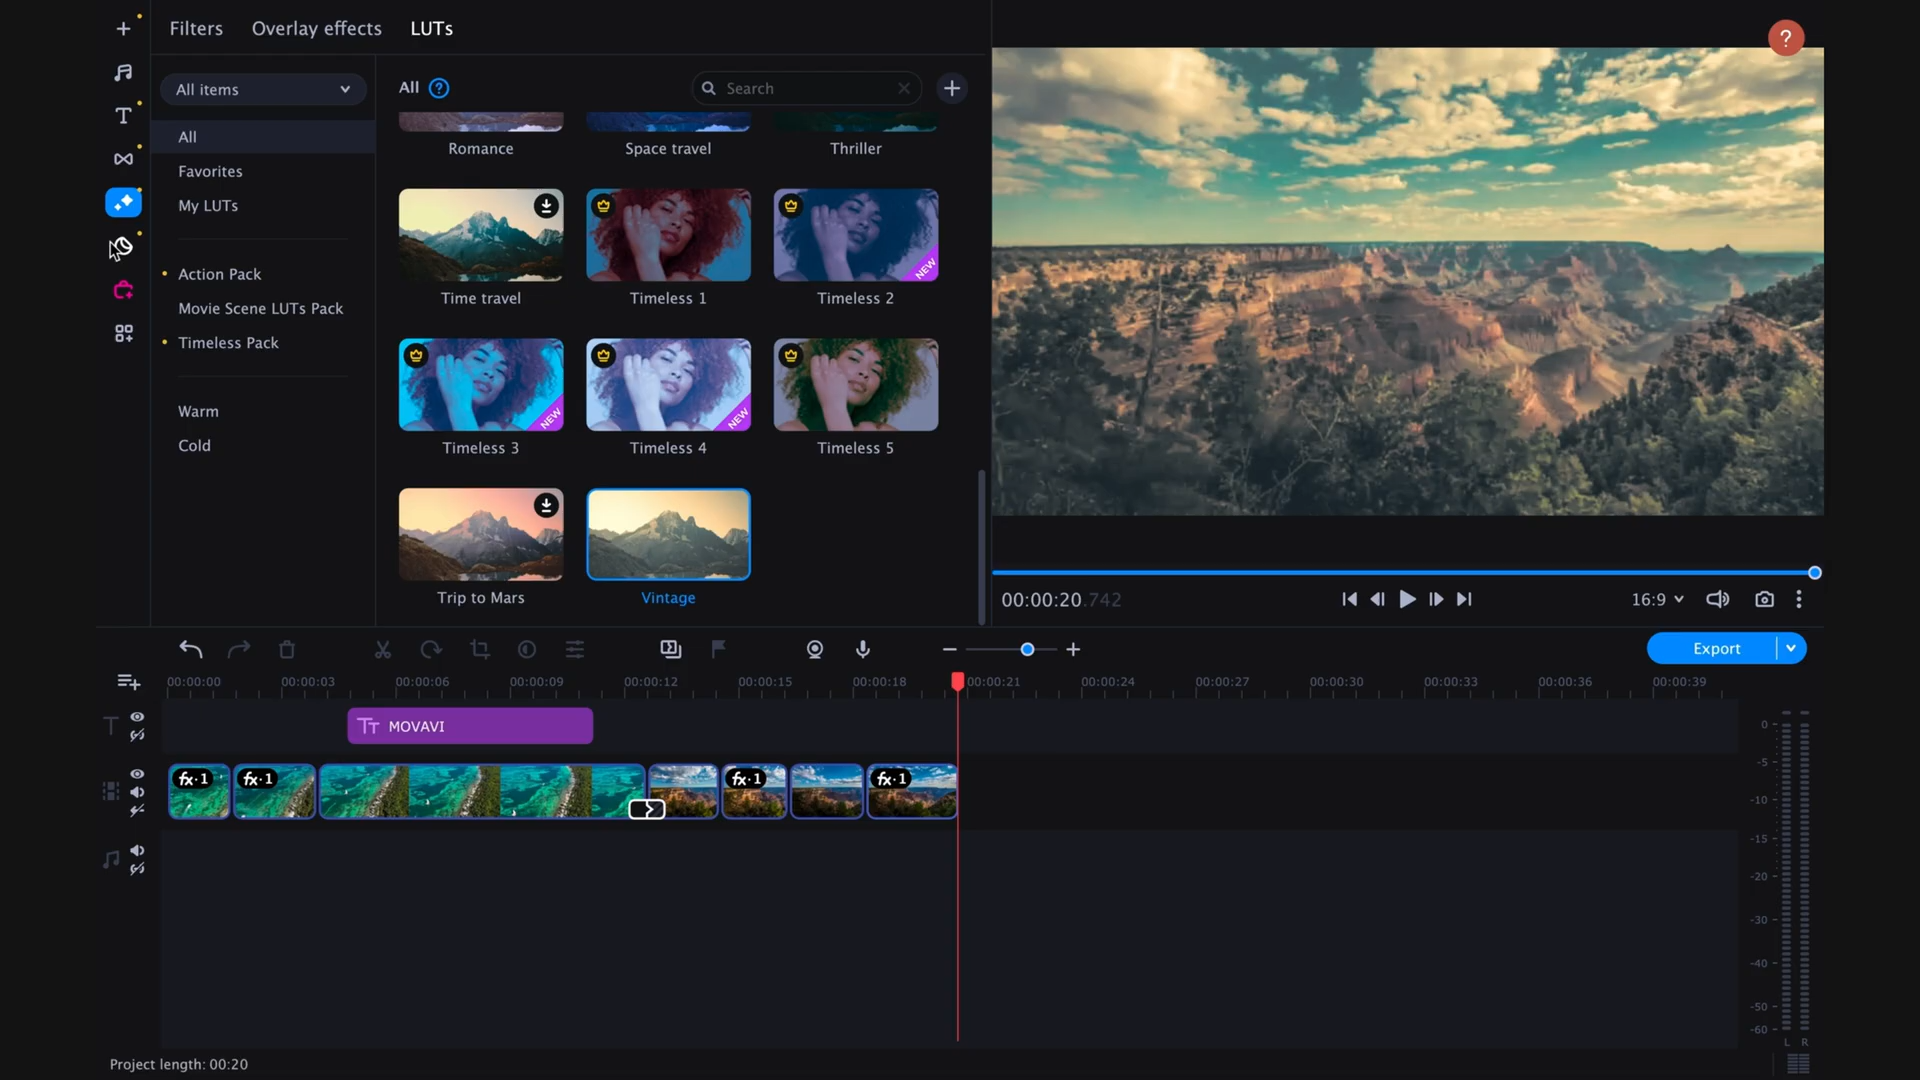 Filters Overlay effects LUTs
?
All items
All
Favorites
My LUTs
Action Pack
Movie Scene LUTs Pack
Timeless Pack
Warm
Cold
All ?
Search
Romance Space travel Thriller
NEW
Time travel Timeless 1 Timeless 2
NEW NEW
Timeless 3 Timeless 4 Timeless 5
Trip to Mars Vintage
00:00:20.742
16:9
Export
00:00:00 00:00:03 00:00:06 00:00:09 00:00:12 00:00:15 00:00:18 00:00:21 00:00:24 00:00:27 00:00:30 00:00:33 00:00:36 00:00:39
T
Tт MOVAVI
fx·1 fx·1 fx·1 fx·1
0
-5
-10
-15
-20
-30
-40
-50
-60
L R
Project length: 00:20